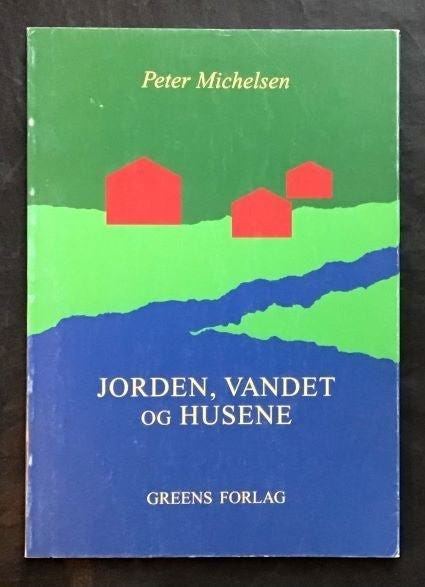 Peter Michelsen
JORDEN, VANDET
OG HUSENE
GREENS FORLAG